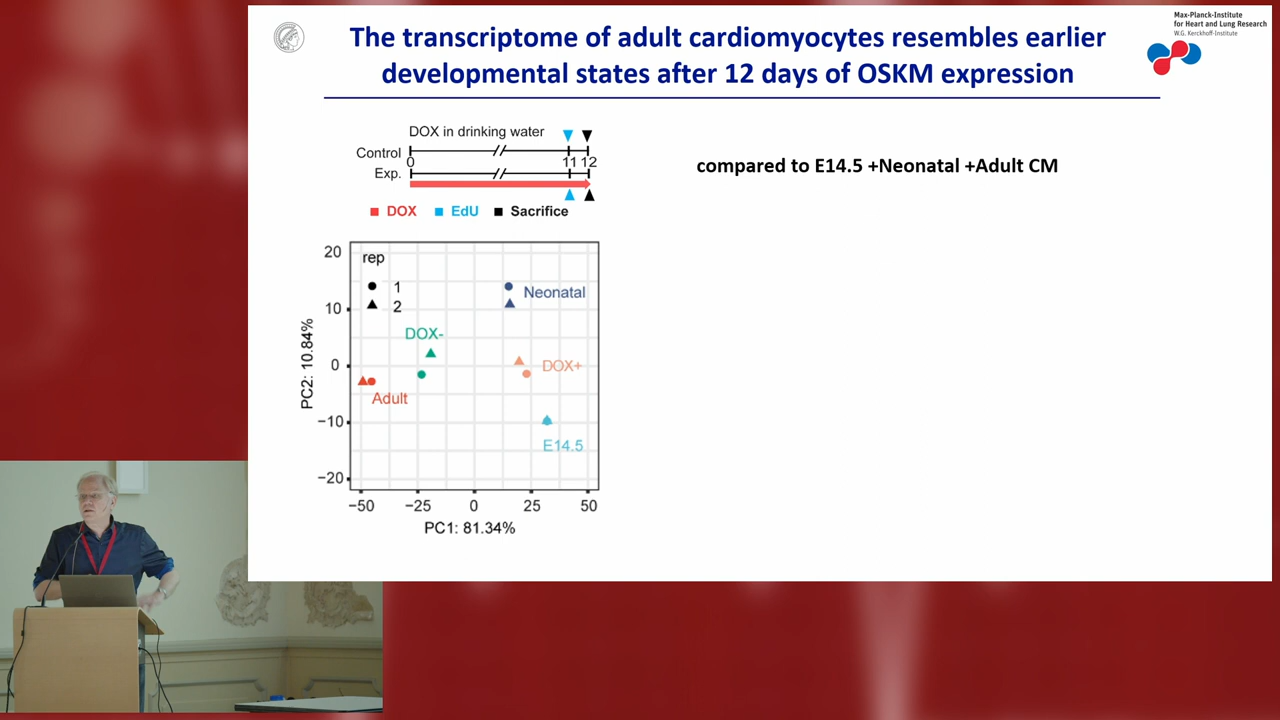 Max-Planck-Institute
for Heart and Lung Research
W.G. Kerckhoff-Institute
The transcriptome of adult cardiomyocytes resembles earlier
developmental states after 12 days of OSKM expression
DOX in drinking water
Control
0
11 12
Exp.
DOX
EdU
Sacrifice
compared to E14.5 +Neonatal +Adult CM
rep
1
2
Neonatal
DOX-
DOX+
Adult
E14.5
20
10
0
−10
−20
PC2: 10.84%
−50
−25
0
25
50
PC1: 81.34%